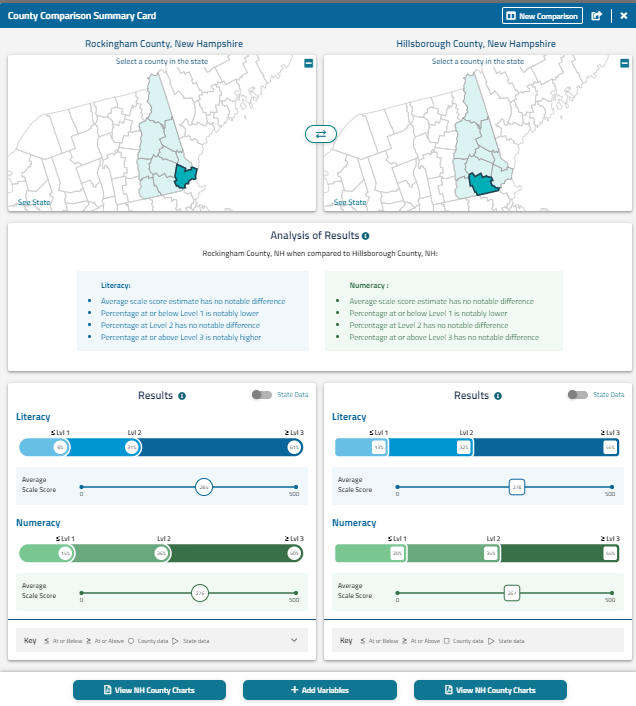 County Comparison Summary Card
New Comparison
Rockingham County, New Hampshire
Select a county in the state
See State
Hillsborough County, New Hampshire
Select a county in the state
See State
Analysis of Results
Rockingham County, NH when compared to Hillsborough County, NH:
Literacy:
Average scale score estimate has no notable difference
Percentage at or below Level 1 is notably lower
Percentage at Level 2 has no notable difference
Percentage at or above Level 3 is notably higher
Numeracy :
Average scale score estimate has no notable difference
Percentage at or below Level 1 is notably lower
Percentage at Level 2 has no notable difference
Percentage at or above Level 3 has no notable difference
Results
State Data
Literacy
≤ Lvl 1 Lvl 2 ≥ Lvl 3
8% 31% 61%
Average
Scale Score
0 500
Numeracy
≤ Lvl 1 Lvl 2 ≥ Lvl 3
14%
Average
Scale Score
276
0 500
Key ≤ At or Below ≥ At or Above County data State data
Results
State Data
Literacy
≤ Lvl 1 Lvl 2 ≥ Lvl 3
13% 32%
Average
Scale Score
278
0 500
Numeracy
≤ Lvl 1 Lvl 2 ≥ Lvl 3
20%
Average
Scale Score
267
0 500
Key ≤ At or Below ≥ At or Above County data State data
View NH County Charts
Add Variables
View NH County Charts